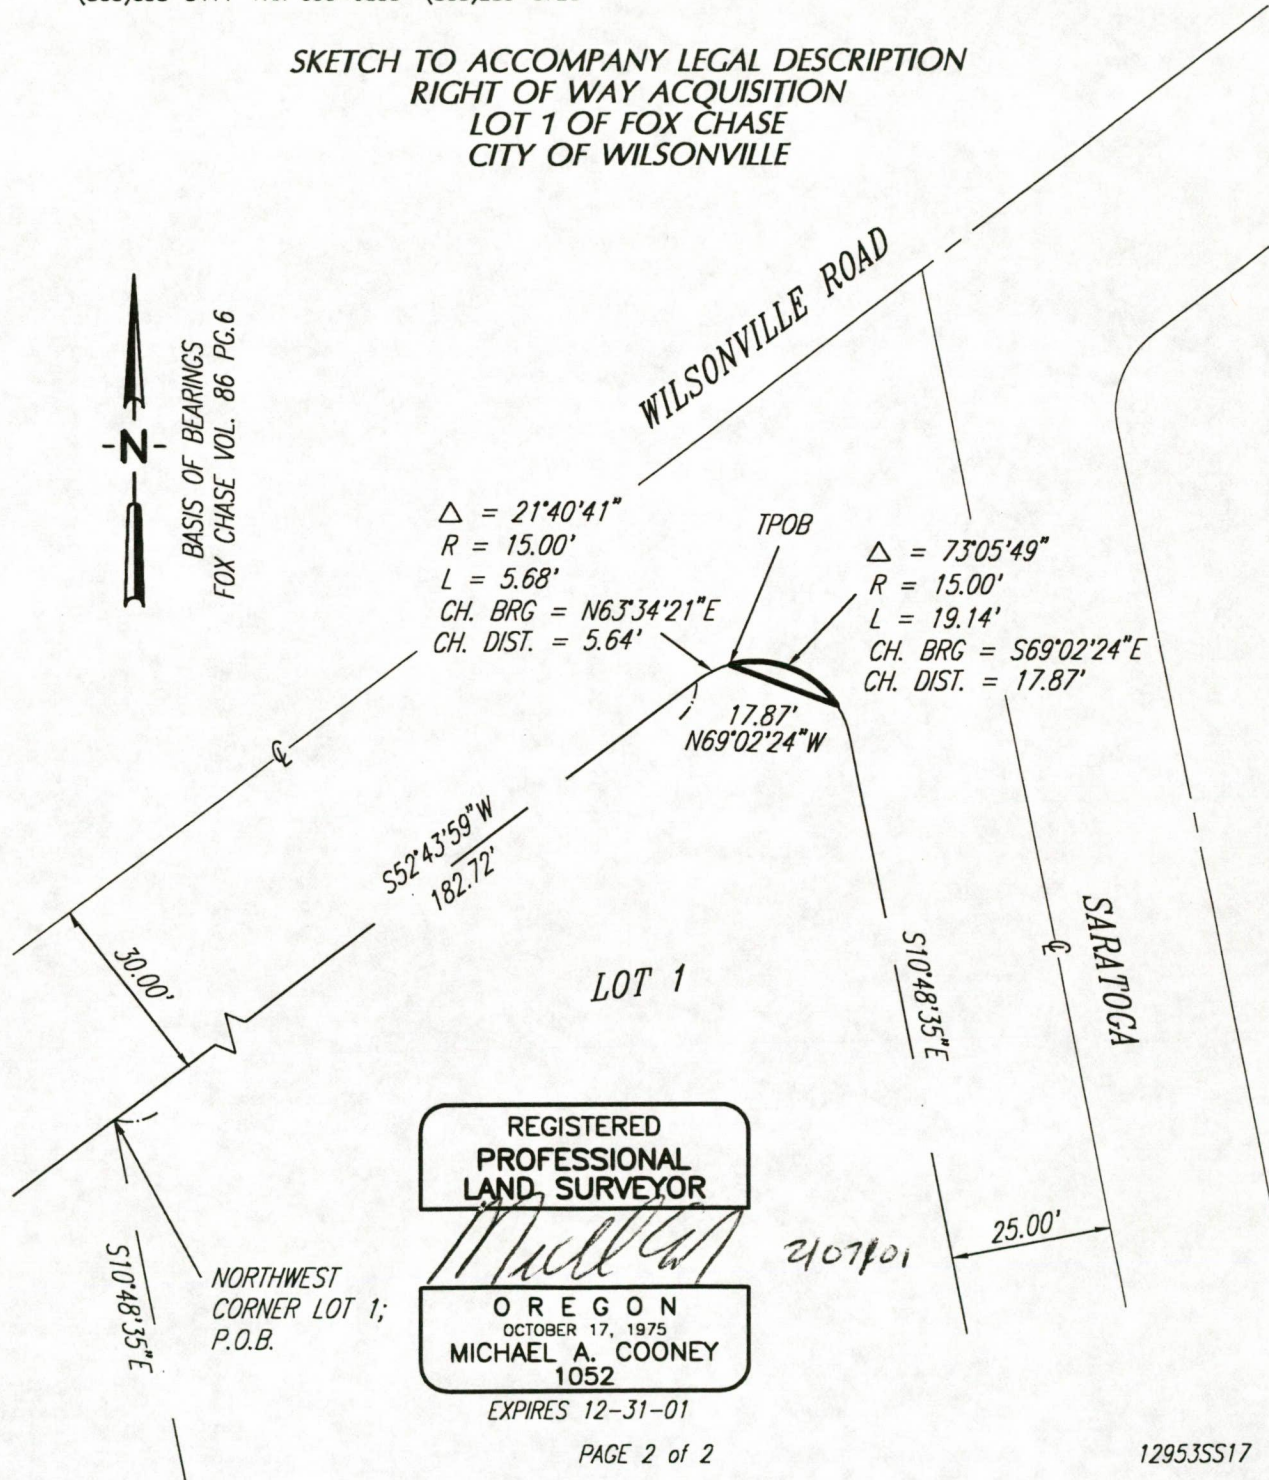 SKETCH TO ACCOMPANY LEGAL DESCRIPTION
RIGHT OF WAY ACQUISITION
LOT 1 OF FOX CHASE
CITY OF WILSONVILLE
WILSONVILLE ROAD
-N-
BASIS OF BEARINGS
FOX CHASE VOL. 86 PG.6
△ = 21°40'41"
R = 15.00'
L = 5.68'
CH. BRG = N63°34'21"E
CH. DIST. = 5.64'
TPOB
△ = 73°05'49"
R = 15.00'
L = 19.14'
CH. BRG = S69°02'24"E
CH. DIST. = 17.87'
17.87'
N69°02'24"W
℄
S52°43'59"W
182.72'
30.00'
LOT 1
S10°48'35"E
℄
SARATOGA
25.00'
S10°48'35"E
NORTHWEST
CORNER LOT 1;
P.O.B.
REGISTERED
PROFESSIONAL
LAND SURVEYOR
2/07/01
OREGON
OCTOBER 17, 1975
MICHAEL A. COONEY
1052
EXPIRES 12-31-01
PAGE 2 of 2
12953SS17